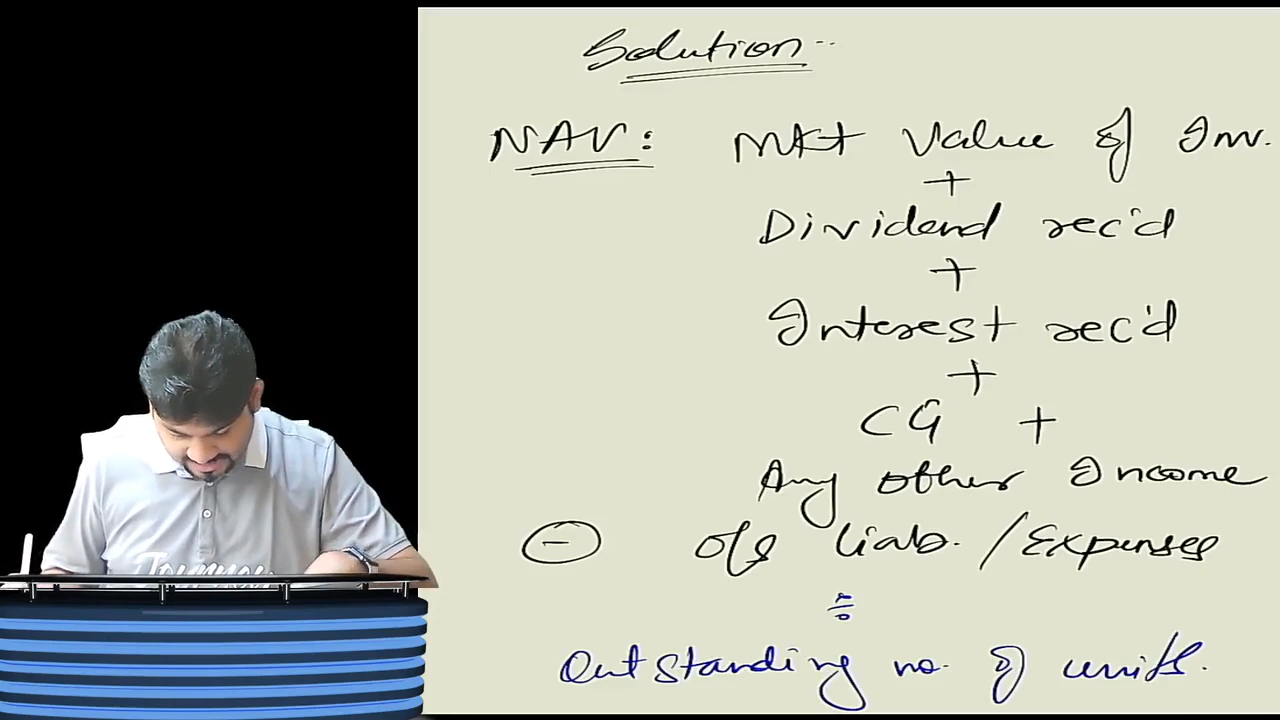 Solution..
NAV: Mkt Value of Inv.
+
Dividend rec'd
+
Interest rec'd
+
CG +
Any other Income
- o/s liab. / Expenses
÷
Outstanding no. of units.